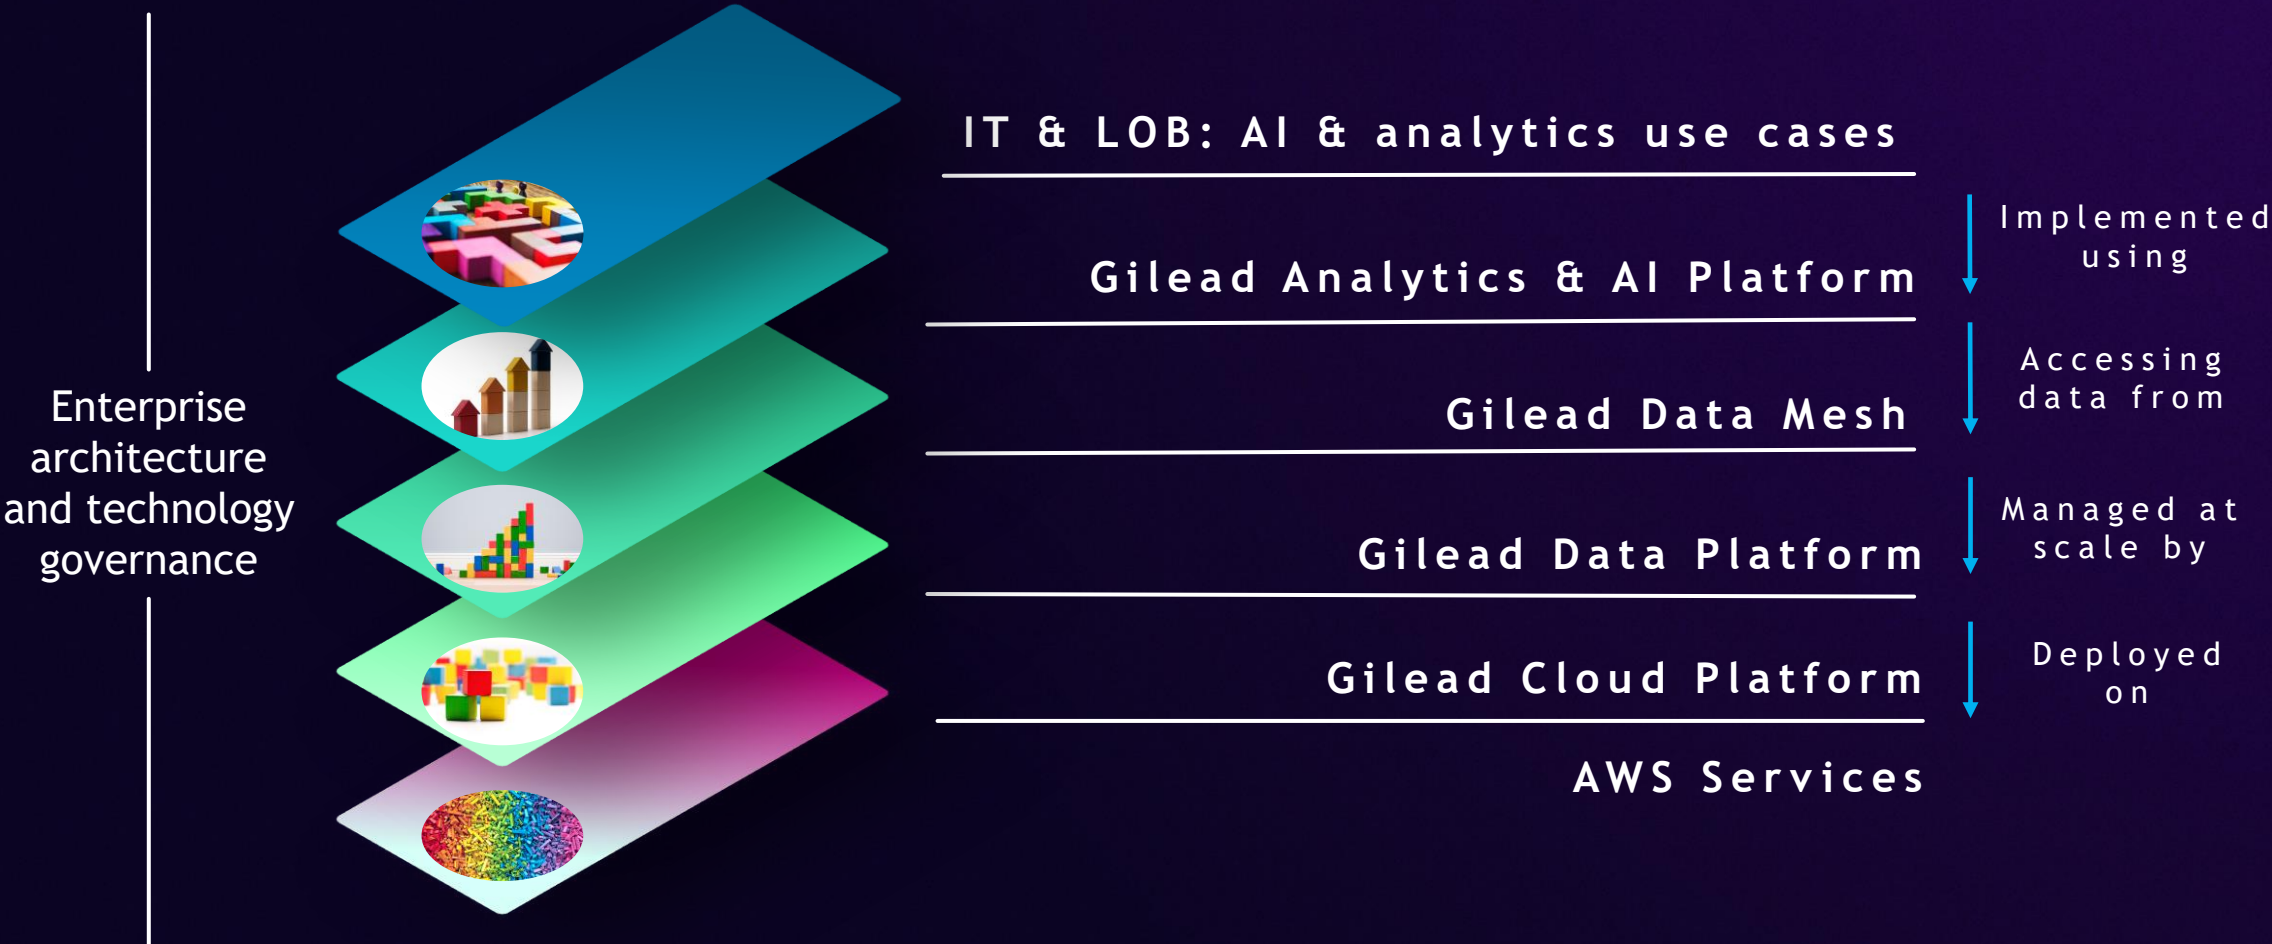 Enterprise
architecture
and technology
governance
IT & LOB: AI & analytics use cases
Implemented
using
Gilead Analytics & AI Platform
Accessing
data from
Gilead Data Mesh
Managed at
scale by
Gilead Data Platform
Deployed
on
Gilead Cloud Platform
AWS Services